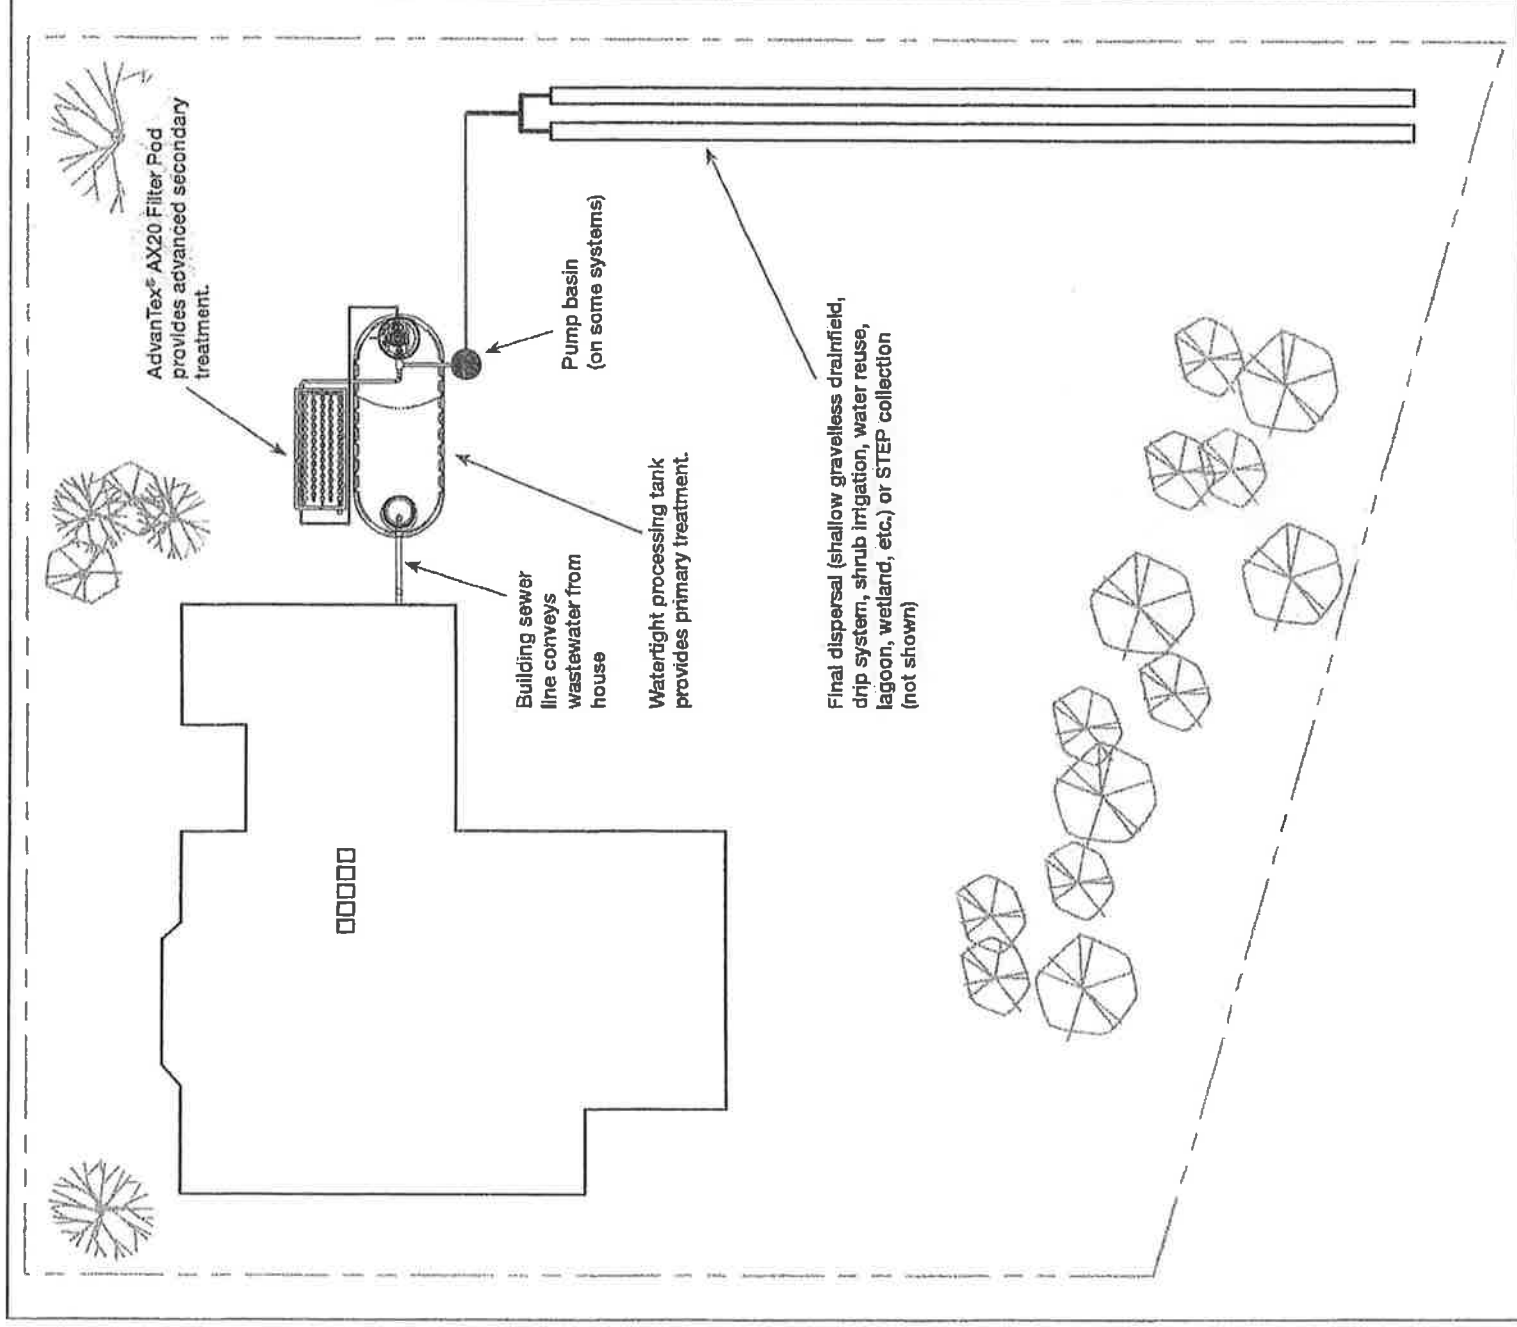 AdvanTex® AX20 Filter Pod
provides advanced secondary
treatment.
Pump basin
(on some systems)
Building sewer
line conveys
wastewater from
house
Watertight processing tank
provides primary treatment.
Final dispersal (shallow gravelless drainfield,
drip system, shrub irrigation, water reuse,
lagoon, wetland, etc.) or STEP collection
(not shown)